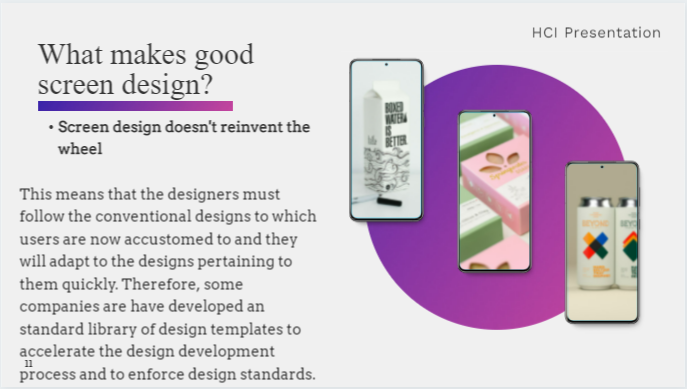 HCI Presentation
What makes good
screen design?
• Screen design doesn't reinvent the
wheel
This means that the designers must
follow the conventional designs to which
users are now accustomed to and they
will adapt to the designs pertaining to
them quickly. Therefore, some
companies are have developed an
standard library of design templates to
accelerate the design development
process and to enforce design standards.
11
BOXED
WATER
IS
BETTER.